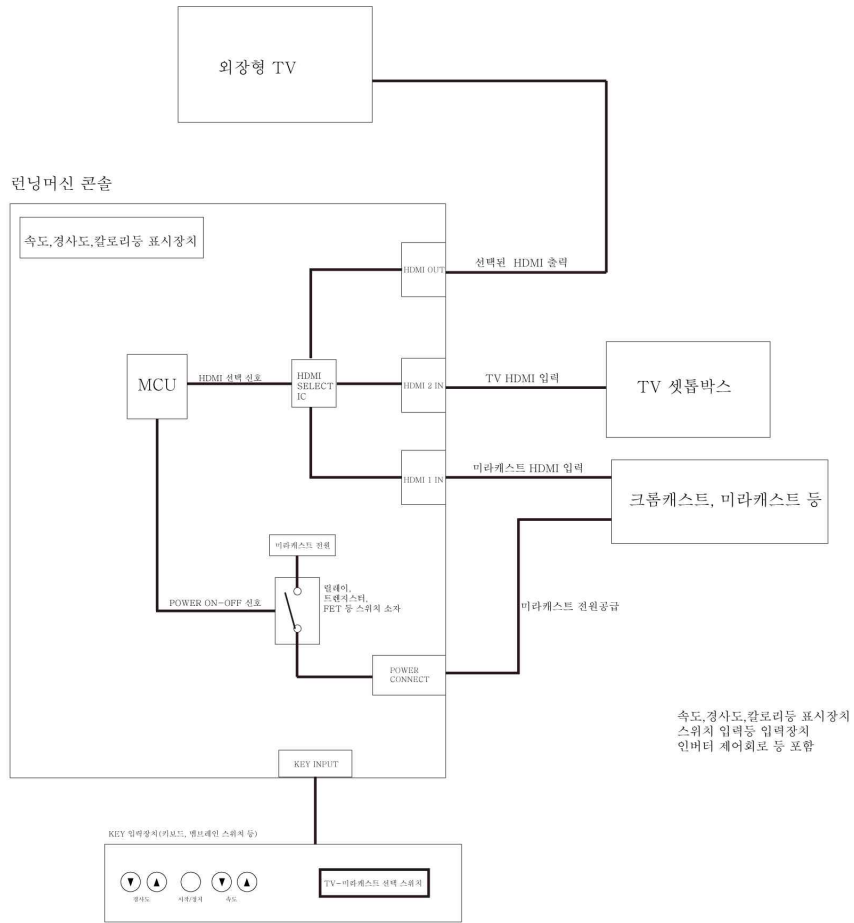 외장형 TV
런닝머신 콘솔
속도,경사도,칼로리등 표시장치
HDMI OUT
선택된 HDMI 출력
MCU
HDMI 선택 신호
HDMI
SELECT
IC
HDMI 2 IN
TV HDMI 입력
TV 셋톱박스
HDMI 1 IN
미라캐스트 HDMI 입력
크롬캐스트, 미라캐스트 등
미라캐스트 전원
릴레이,
트랜지스터,
FET 등 스위치 소자
POWER ON-OFF 신호
미라캐스트 전원공급
POWER
CONNECT
속도,경사도,칼로리등 표시장치
스위치 입력등 입력장치
인버터 제어회로 등 포함
KEY INPUT
KEY 입력장치(키보드, 멤브레인 스위치 등)
▼ ▲ ▼ ▲
TV-미라캐스트 선택 스위치
경사도 시작/정지 속도